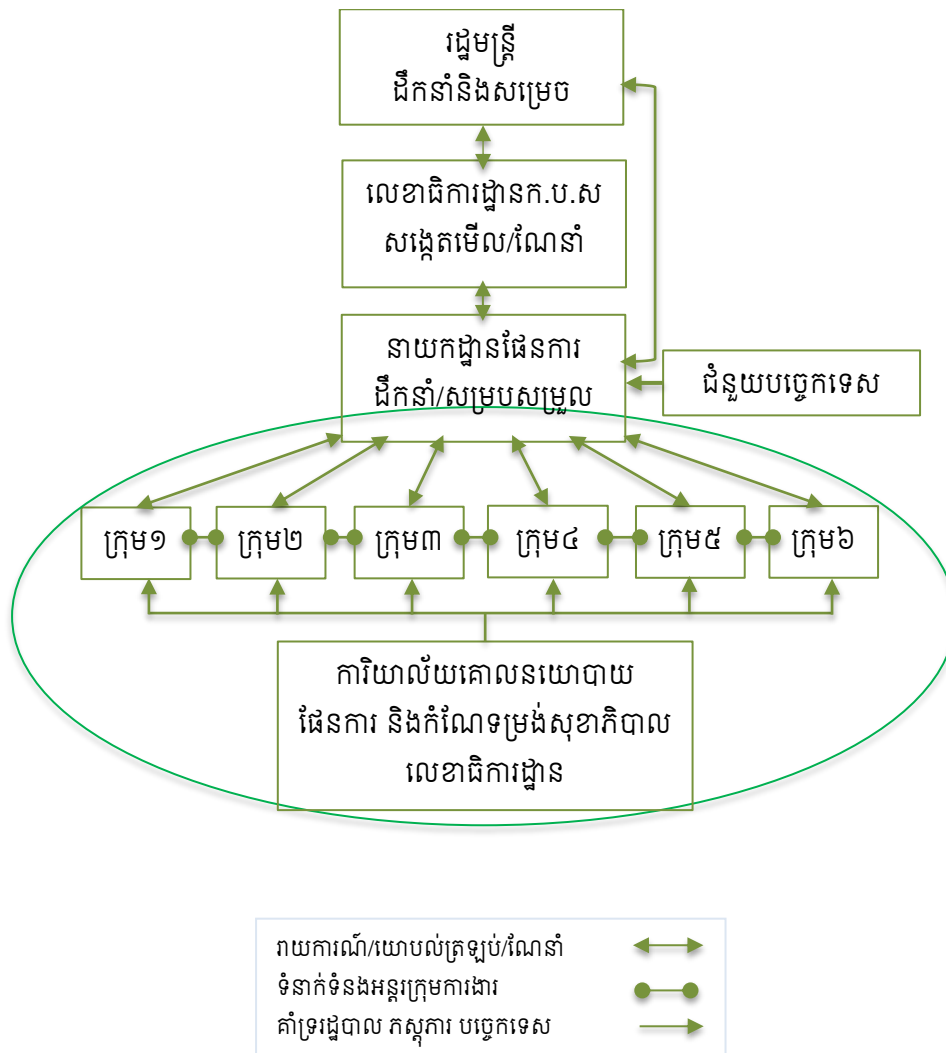 រដ្ឋមន្ត្រី
ដឹកនាំនិងសម្រេច
លេខាធិការដ្ឋានក.ប.ស
សង្កេតមើល/ណែនាំ
នាយកដ្ឋានផែនការ
ដឹកនាំ/សម្របសម្រួល
ជំនួយបច្ចេកទេស
ក្រុម១
ក្រុម២
ក្រុម៣
ក្រុម៤
ក្រុម៥
ក្រុម៦
ការិយាល័យគោលនយោបាយ
ផែនការ និងកំណែទម្រង់សុខាភិបាល
លេខាធិការដ្ឋាន
រាយការណ៍/យោបល់ត្រឡប់/ណែនាំ
ទំនាក់ទំនងអន្តរក្រុមការងារ
គាំទ្ររដ្ឋបាល ភស្តុភារ បច្ចេកទេស